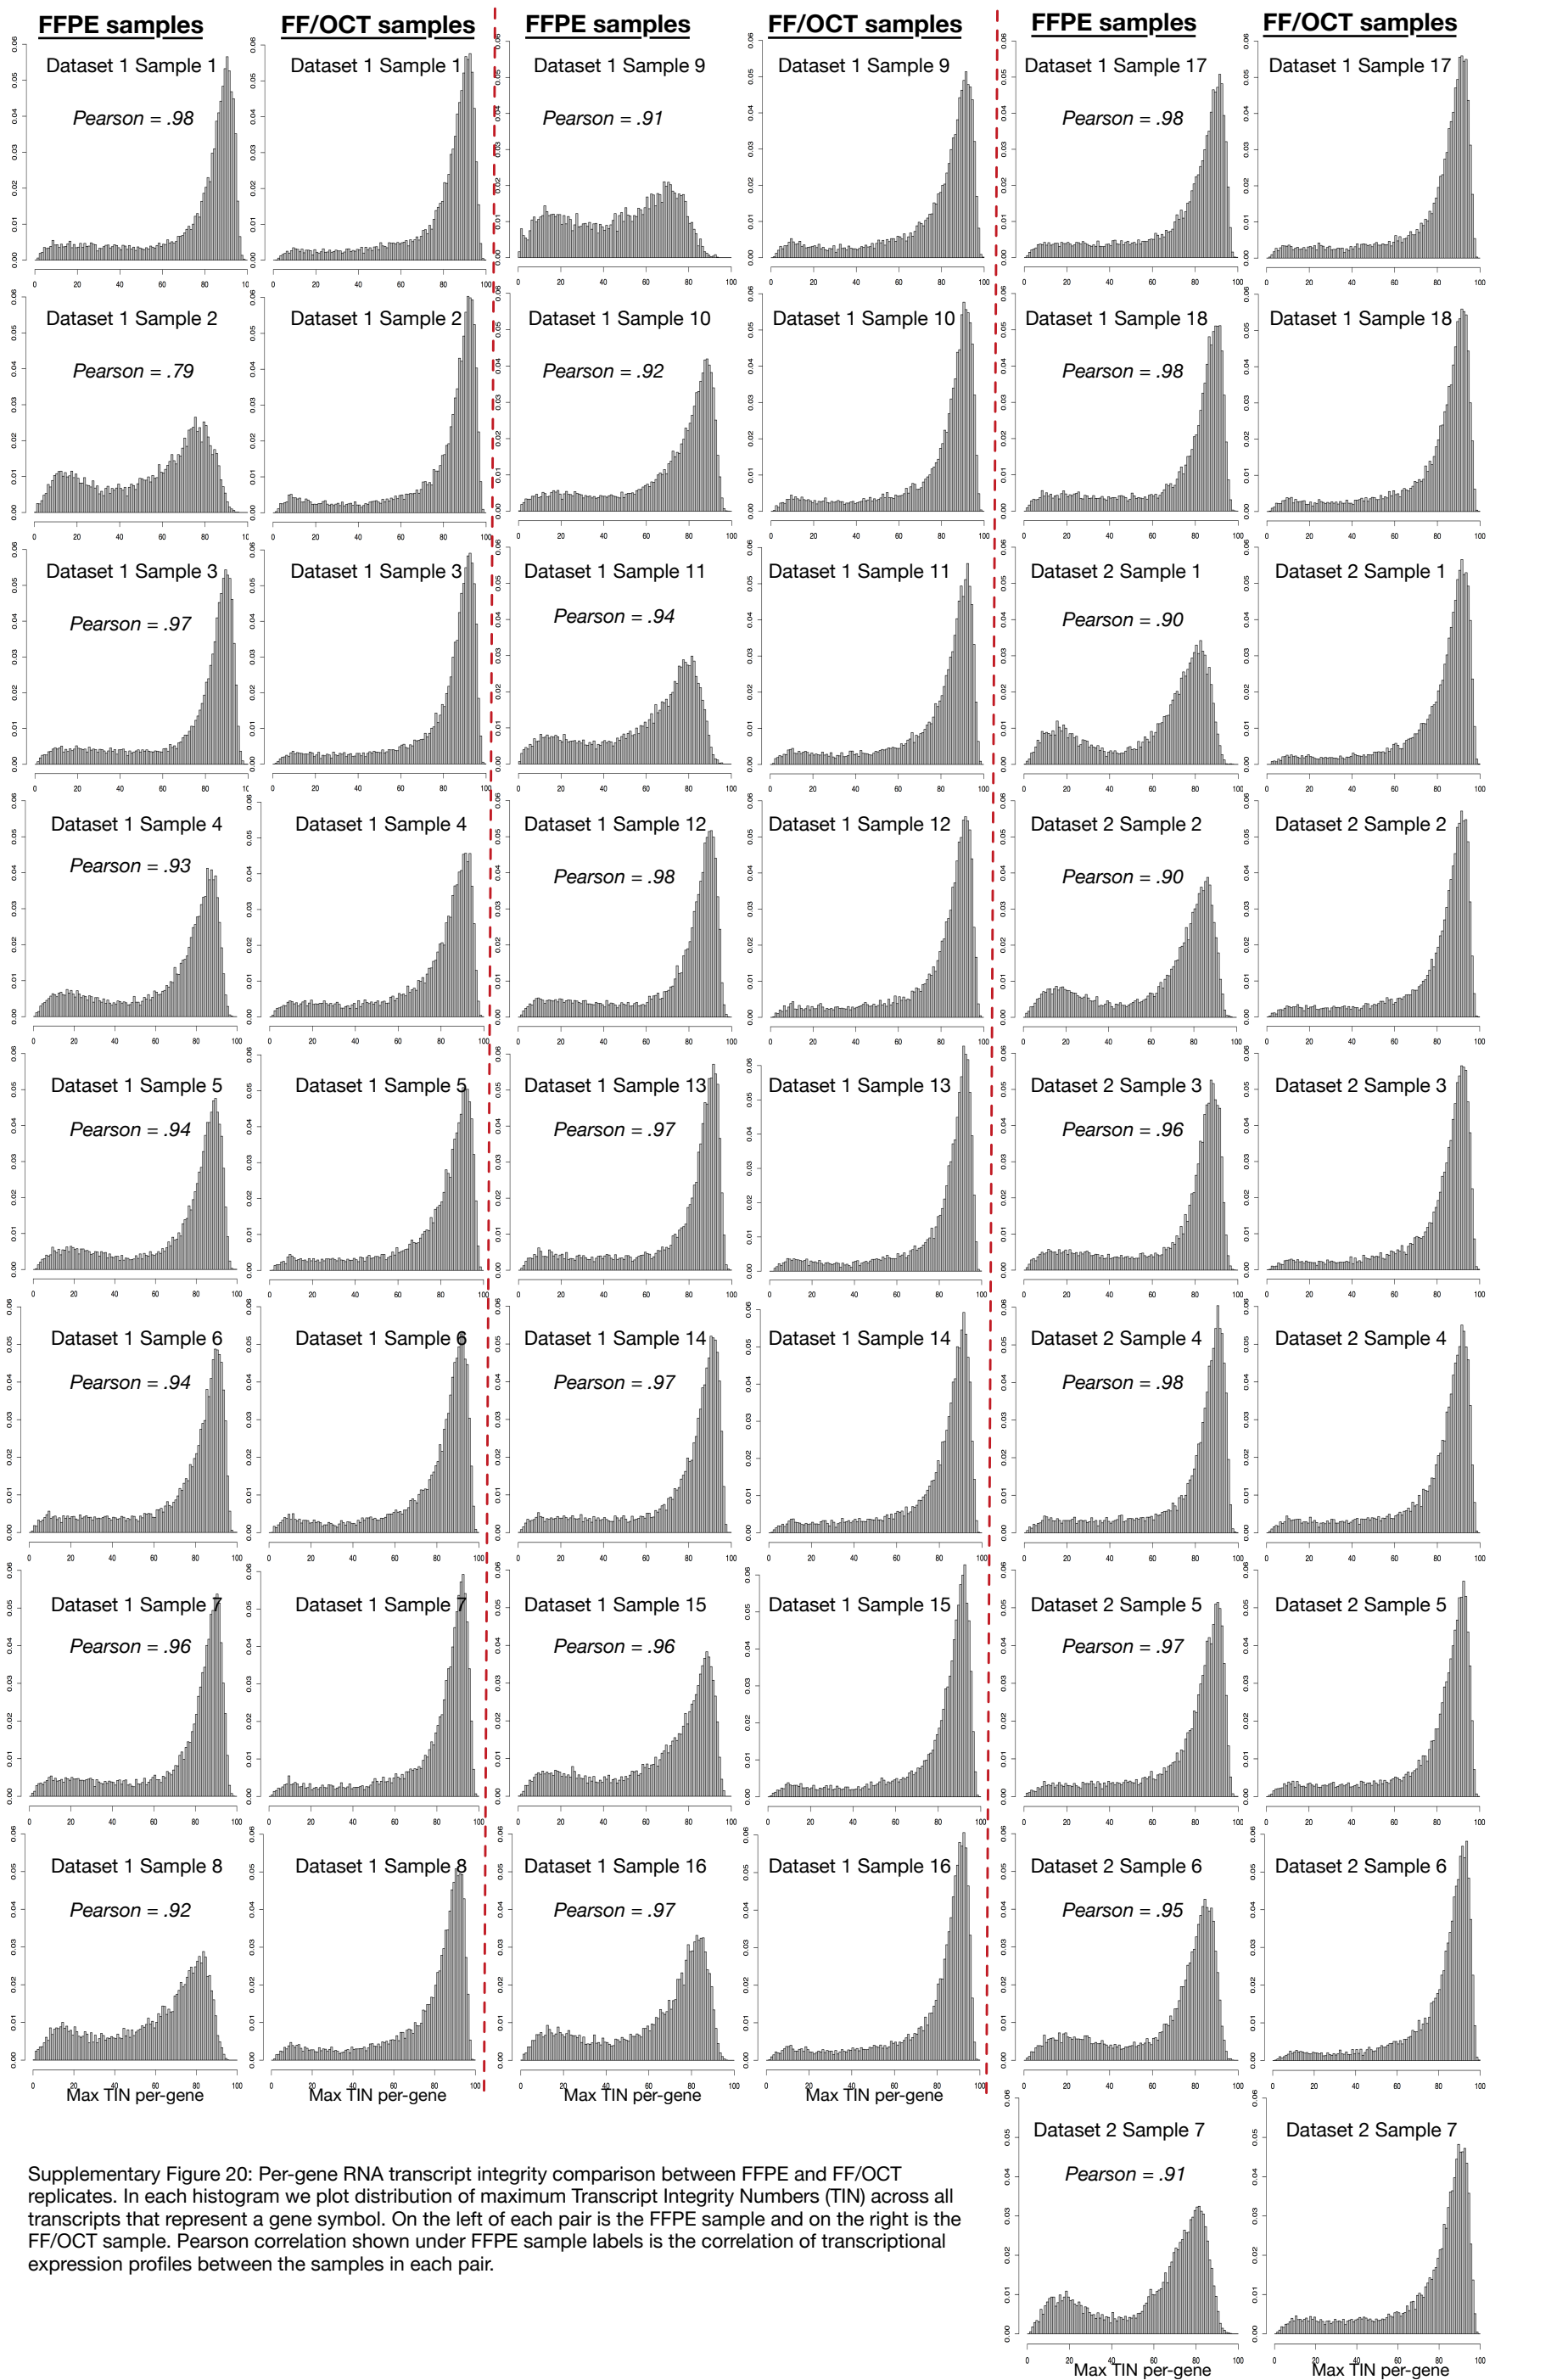 FFPE samples FF/OCT samples FFPE samples FF/OCT samples FFPE samples FF/OCT samples
Dataset 1 Sample 1 Dataset 1 Sample 1 Dataset 1 Sample 9 Dataset 1 Sample 9 Dataset 1 Sample 17 Dataset 1 Sample 17
Pearson = .98 Pearson = .91 Pearson = .98
Dataset 1 Sample 2 Dataset 1 Sample 2 Dataset 1 Sample 10 Dataset 1 Sample 10 Dataset 1 Sample 18 Dataset 1 Sample 18
Pearson = .79 Pearson = .92 Pearson = .98
Dataset 1 Sample 3 Dataset 1 Sample 3 Dataset 1 Sample 11 Dataset 1 Sample 11 Dataset 2 Sample 1 Dataset 2 Sample 1
Pearson = .97 Pearson = .94 Pearson = .90
Dataset 1 Sample 4 Dataset 1 Sample 4 Dataset 1 Sample 12 Dataset 1 Sample 12 Dataset 2 Sample 2 Dataset 2 Sample 2
Pearson = .93 Pearson = .98 Pearson = .90
Dataset 1 Sample 5 Dataset 1 Sample 5 Dataset 1 Sample 13 Dataset 1 Sample 13 Dataset 2 Sample 3 Dataset 2 Sample 3
Pearson = .94 Pearson = .97 Pearson = .96
Dataset 1 Sample 6 Dataset 1 Sample 6 Dataset 1 Sample 14 Dataset 1 Sample 14 Dataset 2 Sample 4 Dataset 2 Sample 4
Pearson = .94 Pearson = .97 Pearson = .98
Dataset 1 Sample 7 Dataset 1 Sample 7 Dataset 1 Sample 15 Dataset 1 Sample 15 Dataset 2 Sample 5 Dataset 2 Sample 5
Pearson = .96 Pearson = .96 Pearson = .97
Dataset 1 Sample 8 Dataset 1 Sample 8 Dataset 1 Sample 16 Dataset 1 Sample 16 Dataset 2 Sample 6 Dataset 2 Sample 6
Pearson = .92 Pearson = .97 Pearson = .95
Max TIN per-gene Max TIN per-gene Max TIN per-gene Max TIN per-gene
Dataset 2 Sample 7 Dataset 2 Sample 7
Pearson = .91
Max TIN per-gene Max TIN per-gene
Supplementary Figure 20: Per-gene RNA transcript integrity comparison between FFPE and FF/OCT
replicates. In each histogram we plot distribution of maximum Transcript Integrity Numbers (TIN) across all
transcripts that represent a gene symbol. On the left of each pair is the FFPE sample and on the right is the
FF/OCT sample. Pearson correlation shown under FFPE sample labels is the correlation of transcriptional
expression profiles between the samples in each pair.